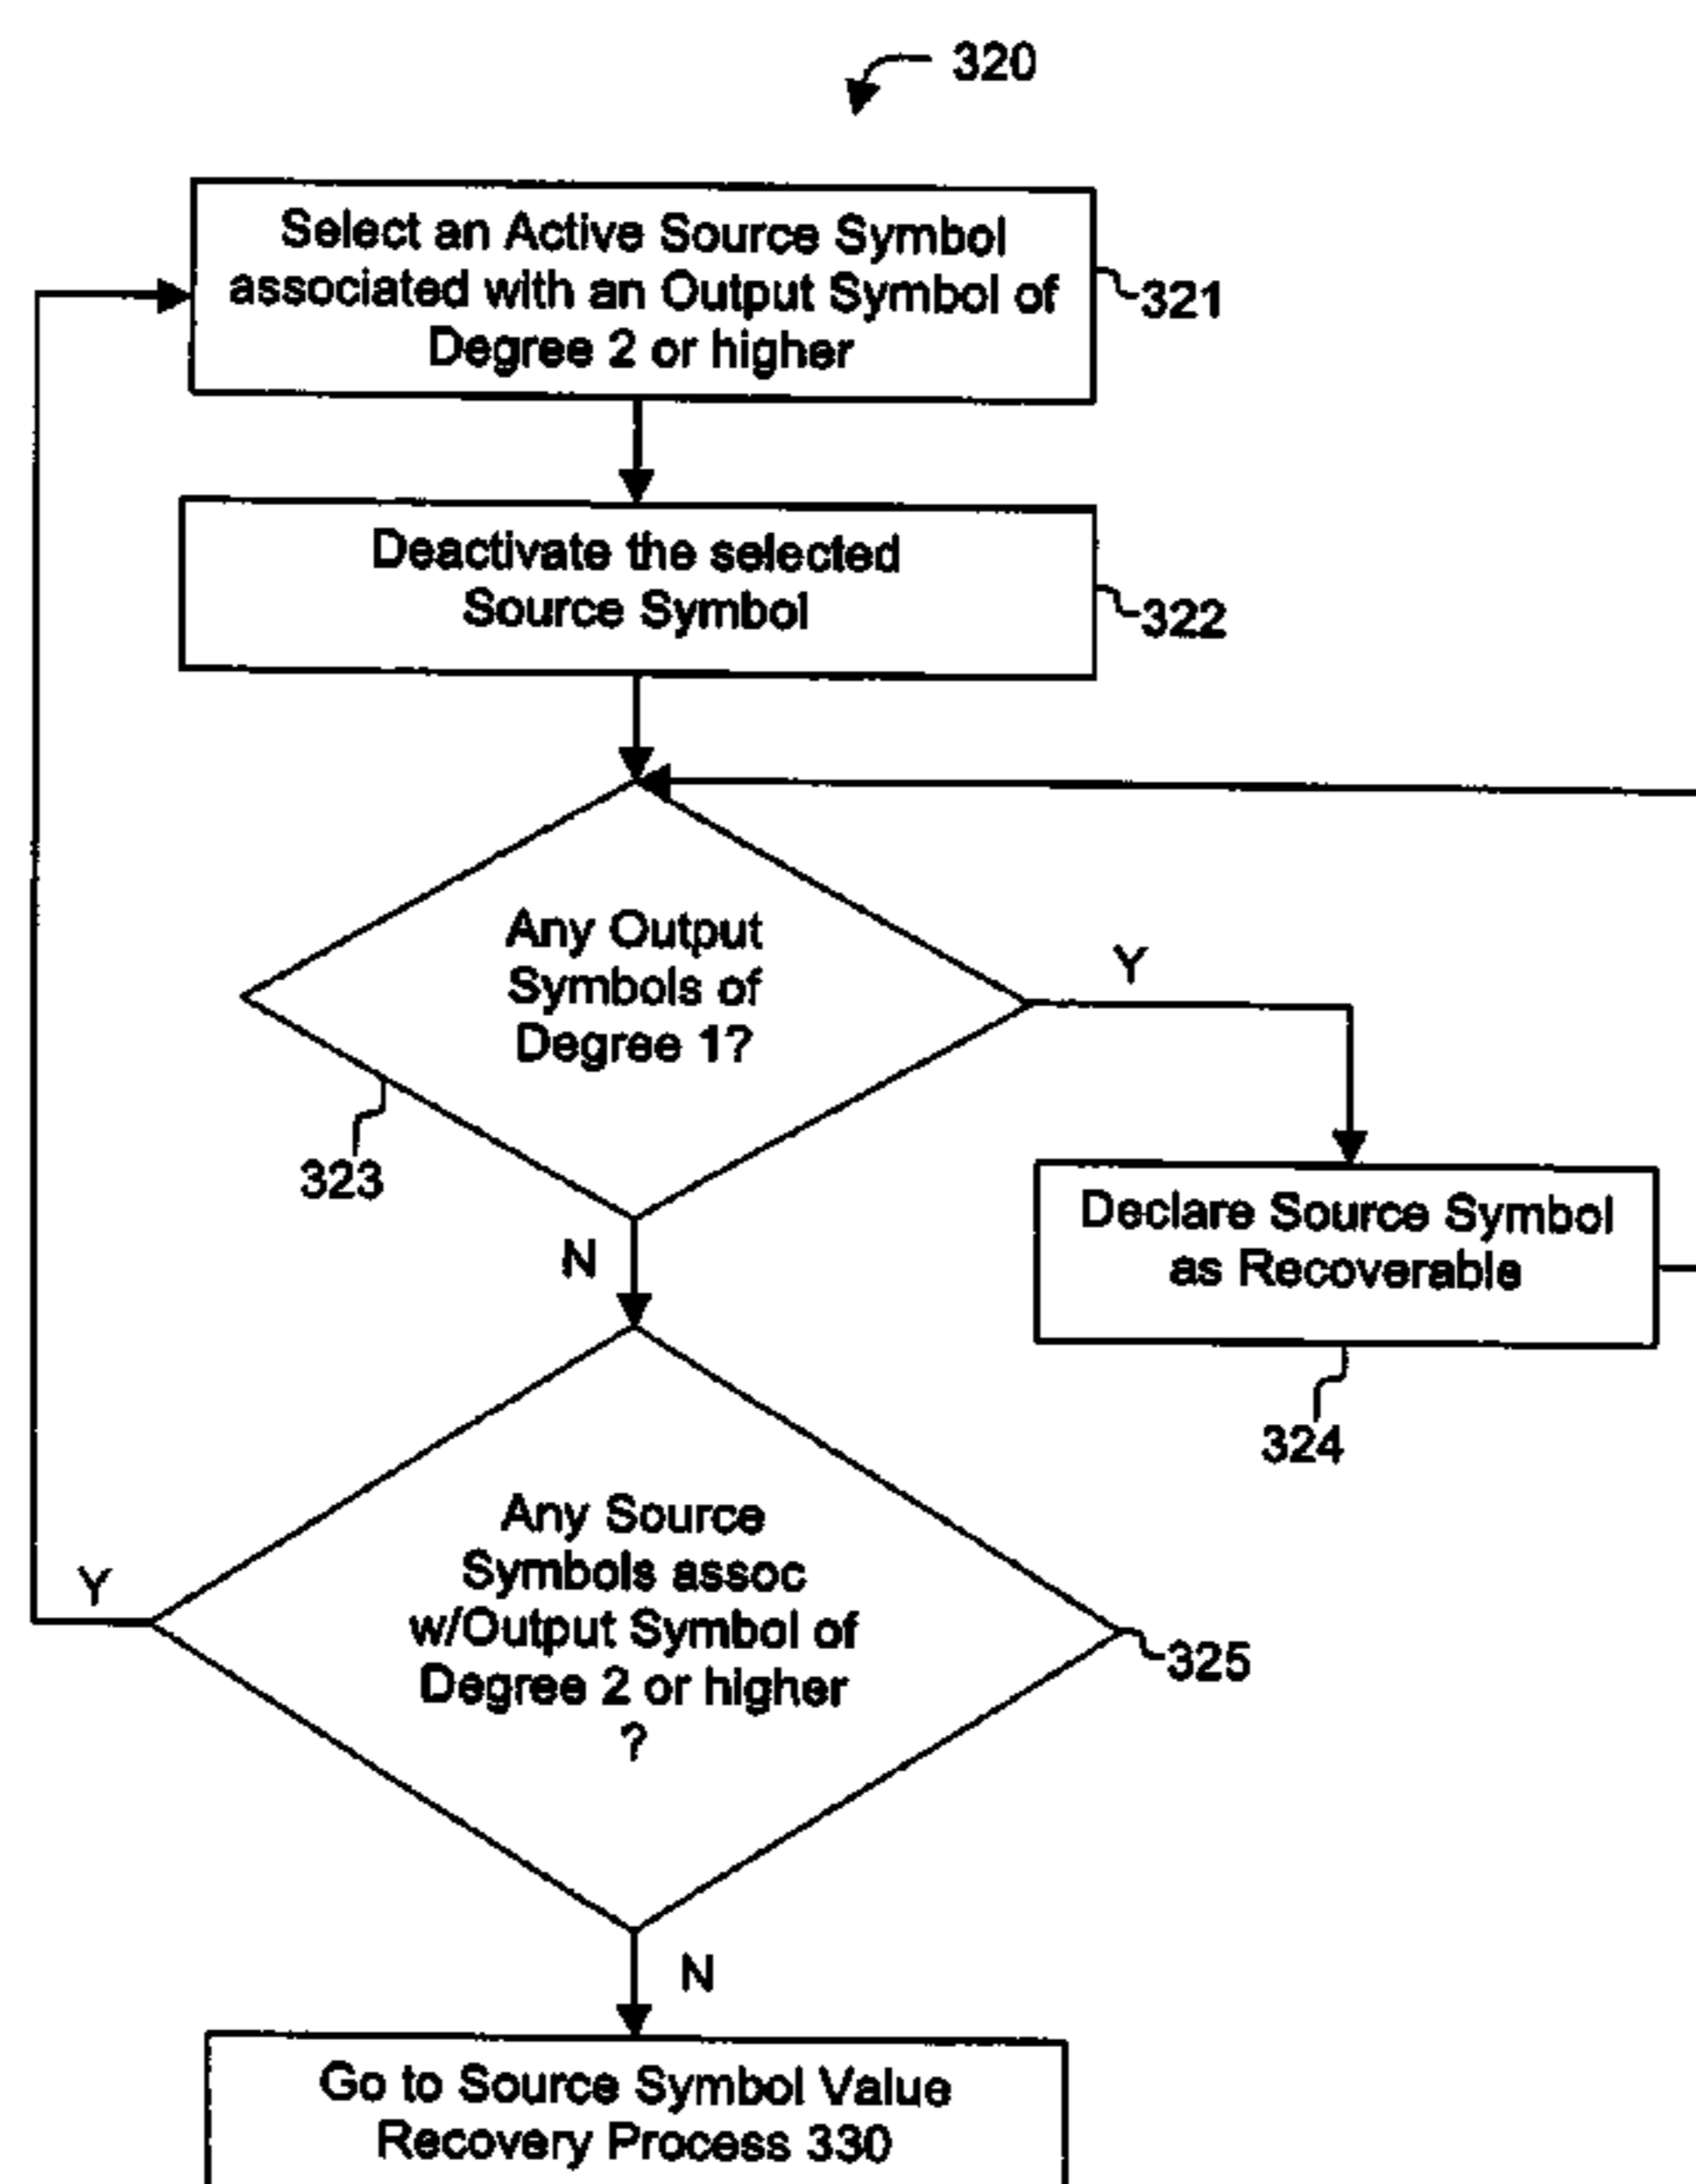 320
Select an Active Source Symbol
associated with an Output Symbol of
Degree 2 or higher
321
Deactivate the selected
Source Symbol
322
Any Output
Symbols of
Degree 1?
Y
323
N
Declare Source Symbol
as Recoverable
324
Any Source
Symbols assoc
w/Output Symbol of
Degree 2 or higher
?
Y
325
N
Go to Source Symbol Value
Recovery Process 330